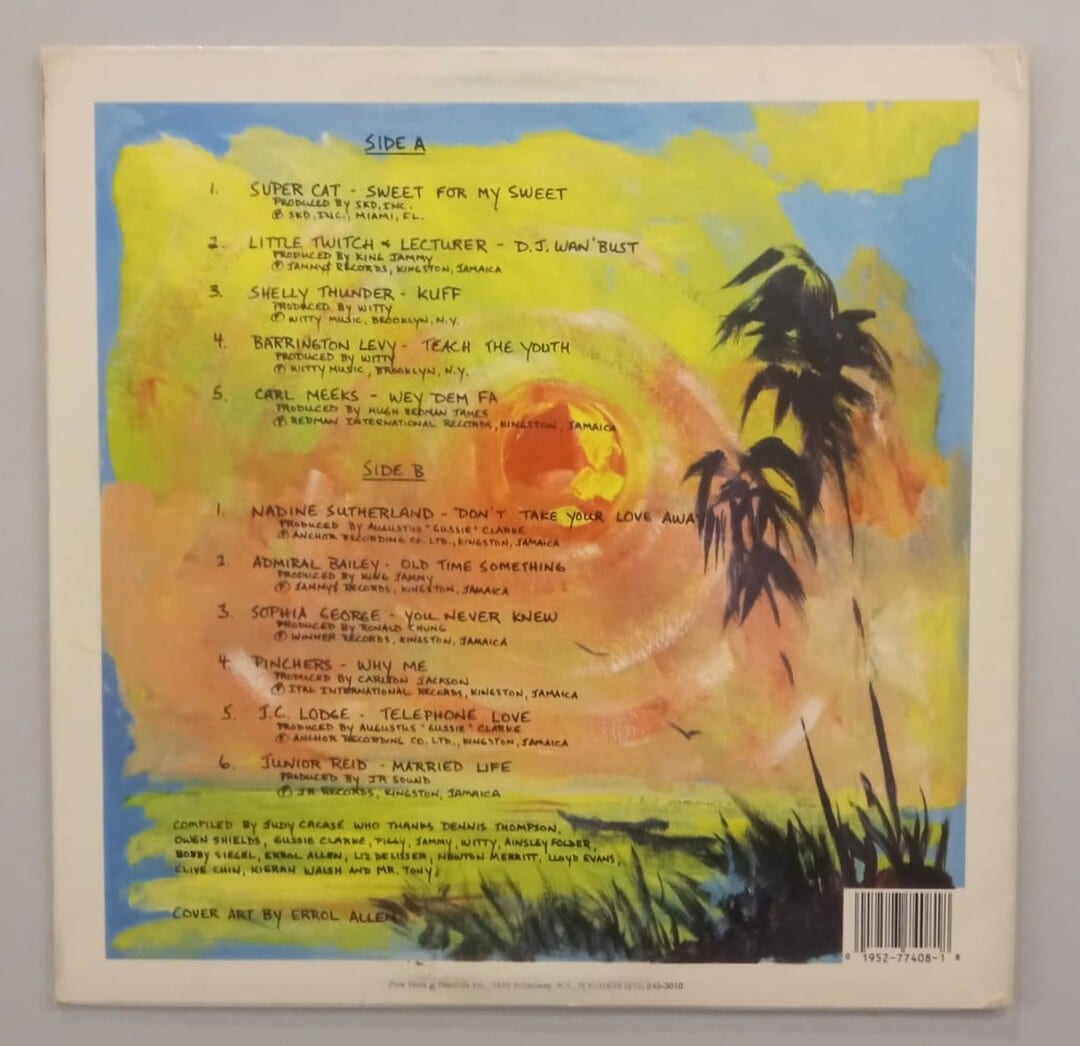 SIDE A
1. SUPER CAT - SWEET FOR MY SWEET
PRODUCED BY SKD, INC.
Ⓟ SKD, INC., MIAMI, FL.
2. LITTLE TWITCH & LECTURER - D.J. WAN' BUST
PRODUCED BY KING JAMMY
Ⓟ JAMMYS RECORDS, KINGSTON, JAMAICA
3. SHELLY THUNDER - KUFF
PRODUCED BY WITTY
Ⓟ WITTY MUSIC, BROOKLYN, N.Y.
4. BARRINGTON LEVY - TEACH THE YOUTH
PRODUCED BY WITTY
Ⓟ WITTY MUSIC, BROOKLYN, N.Y.
5. CARL MEEKS - WEY DEM FA
PRODUCED BY HUGH REDMAN JAMES
Ⓟ REDMAN INTERNATIONAL RECORDS, KINGSTON, JAMAICA
SIDE B
1. NADINE SUTHERLAND - DON'T TAKE YOUR LOVE AWAY
PRODUCED BY AUGUSTUS "GUSSIE" CLARKE
Ⓟ ANCHOR RECORDING CO. LTD., KINGSTON, JAMAICA
2. ADMIRAL BAILEY - OLD TIME SOMETHING
PRODUCED BY KING JAMMY
Ⓟ JAMMYS RECORDS, KINGSTON, JAMAICA
3. SOPHIA GEORGE - YOU NEVER KNEW
PRODUCED BY RONALD CHUNG
Ⓟ WINNER RECORDS, KINGSTON, JAMAICA
4. PINCHERS - WHY ME
PRODUCED BY CARLTON JACKSON
Ⓟ ITAL INTERNATIONAL RECORDS, KINGSTON, JAMAICA
5. J.C. LODGE - TELEPHONE LOVE
PRODUCED BY AUGUSTUS "GUSSIE" CLARKE
Ⓟ ANCHOR RECORDING CO. LTD., KINGSTON, JAMAICA
6. JUNIOR REID - MARRIED LIFE
PRODUCED BY JR SOUND
Ⓟ JR RECORDS, KINGSTON, JAMAICA
COMPILED BY JUDY CACASE WHO THANKS DENNIS THOMPSON,
OWEN SHIELDS, GUSSIE CLARKE, PIGGY, JAMMY, WITTY, AINSLEY FOLDER,
BOBBY SIEGEL, ERROL ALLEN, LIZ DELISSER, NEWTON MERRITT, LLOYD EVANS,
CLIVE CHIN, KIERAN WALSH AND MR. TONY.
COVER ART BY ERROL ALLEN
0 1952-77408-1 8
Records Inc. Broadway, N.Y., N.Y. (212) 245-3010